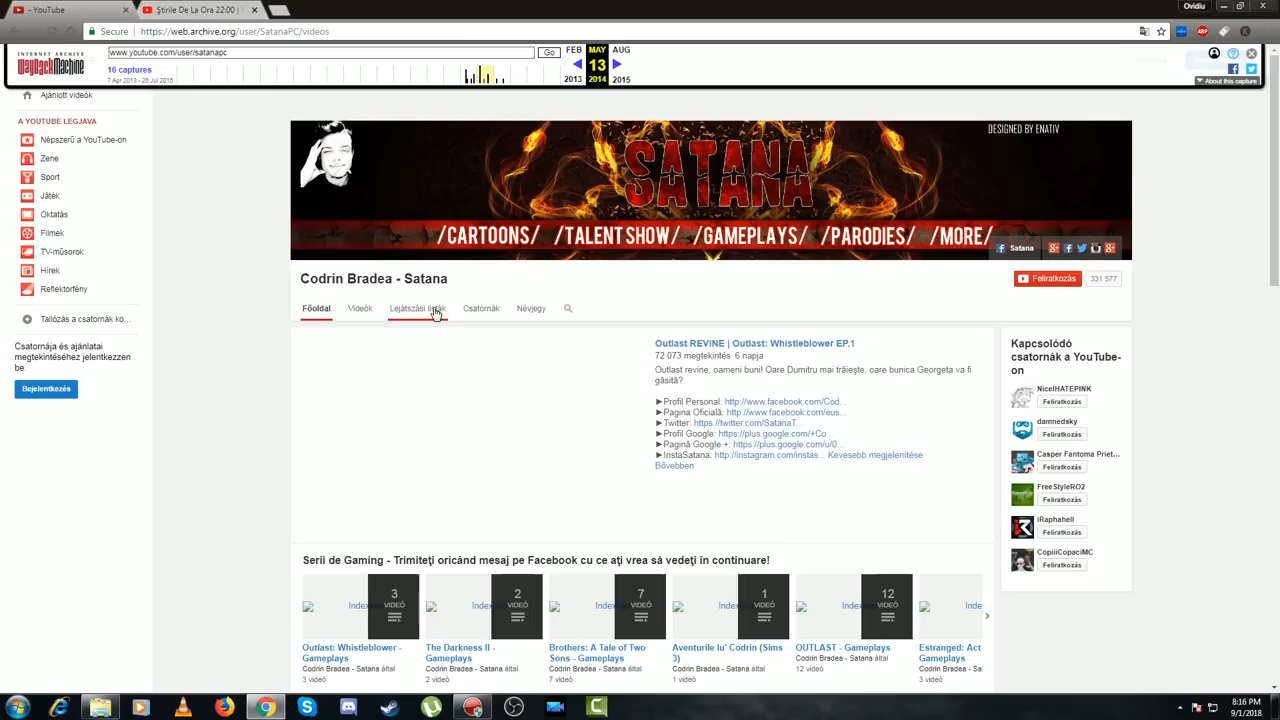 - YouTube
Știrile De La Ora 22:00 |
Ovidiu
Secure
https://web.archive.org/user/SatanaPC/videos
INTERNET ARCHIVE
WayBackMachine
www.youtube.com/user/satanapc
Go
FEB
MAY
AUG
16 captures
13
7 Apr 2013 - 26 Jul 2015
2013
2014
2015
About this capture
Ajánlott videók
A YOUTUBE LEGJAVA
Népszerű a YouTube-on
Zene
Sport
Játék
Oktatás
Filmek
TV-műsorok
Hírek
Reflektorfény
Tallózás a csatornák kö...
Csatornája és ajánlatai
megtekintéséhez jelentkezzen
be.
Bejelentkezés
DESIGNED BY ENATIV
SATANA
/CARTOONS/ /TALENT SHOW/ /GAMEPLAYS/ /PARODIES/ /MORE/
Satana
Codrin Bradea - Satana
Feliratkozás
331 577
Főoldal
Videók
Lejátszási listák
Csatornák
Névjegy
Outlast REVINE | Outlast: Whistleblower EP.1
72 073 megtekintés 6 napja
Outlast revine, oameni buni! Oare Dumitru mai trăiește, oare bunica Georgeta va fi
găsită?
►Profil Personal: http://www.facebook.com/Cod...
►Pagina Oficială: http://www.facebook.com/eus...
►Twitter: https://twitter.com/SatanaT...
►Profil Google: https://plus.google.com/+Co...
►Pagină Google +: https://plus.google.com/u/0...
►InstaSatana: http://instagram.com/instas... Kevesebb megjelenítése
Bővebben
Kapcsolódó
csatornák a YouTube-
on
NicelHATEPINK
Feliratkozás
damnedsky
Feliratkozás
Casper Fantoma Priet...
Feliratkozás
FreeStyleRO2
Feliratkozás
iRaphahell
Feliratkozás
CopiiiCopaciMC
Feliratkozás
Serii de Gaming - Trimiteţi oricând mesaj pe Facebook cu ce aţi vrea să vedeţi în continuare!
3
VIDEÓ
2
VIDEÓ
7
VIDEÓ
1
VIDEÓ
12
VIDEÓ
Outlast: Whistleblower -
Gameplays
Codrin Bradea - Satana által
3 videó
The Darkness II -
Gameplays
Codrin Bradea - Satana által
2 videó
Brothers: A Tale of Two
Sons - Gameplays
Codrin Bradea - Satana által
7 videó
Aventurile lu' Codrin (Sims
3)
Codrin Bradea - Satana által
1 videó
OUTLAST - Gameplays
Codrin Bradea - Satana által
12 videó
Estranged: Act
Gameplays
Codrin Bradea - Sat
3 videó
8:16 PM
9/1/2018